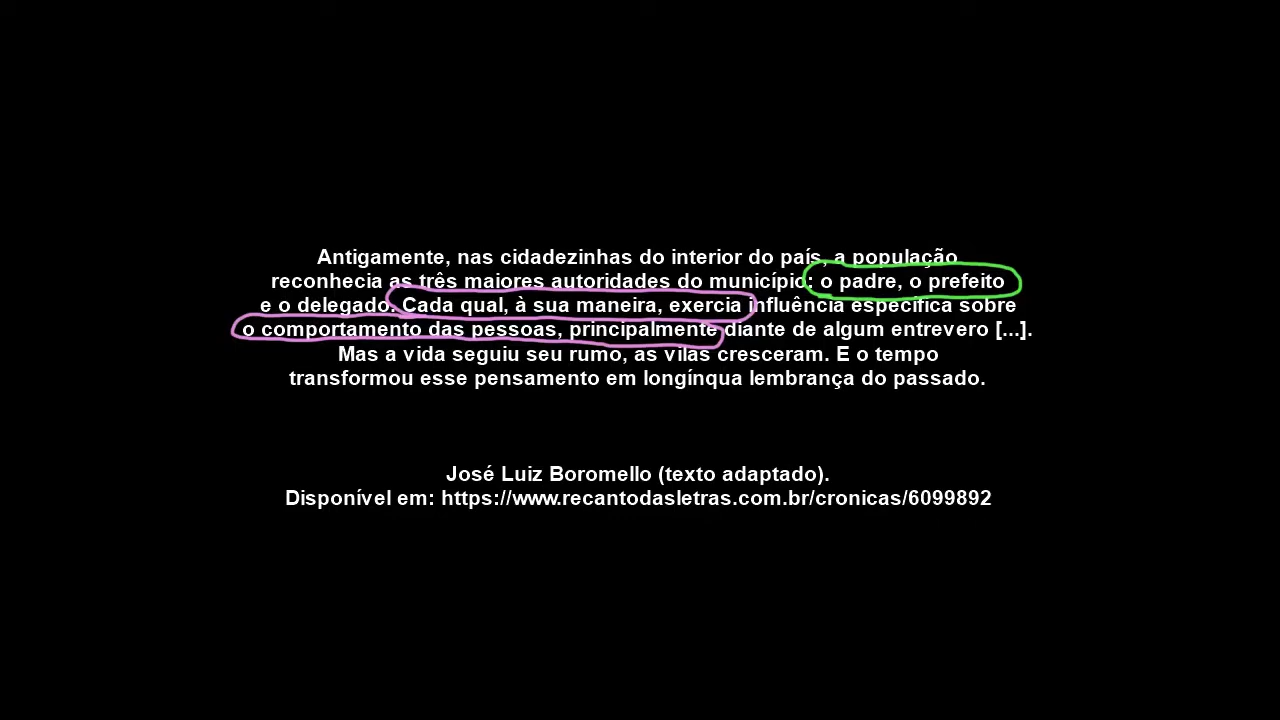 Antigamente, nas cidadezinhas do interior do país, a população
reconhecia as três maiores autoridades do município: o padre, o prefeito
e o delegado. Cada qual, à sua maneira, exercia influência específica sobre
o comportamento das pessoas, principalmente diante de algum entrevero [...].
Mas a vida seguiu seu rumo, as vilas cresceram. E o tempo
transformou esse pensamento em longínqua lembrança do passado.
José Luiz Boromello (texto adaptado).
Disponível em: https://www.recantodasletras.com.br/cronicas/6099892